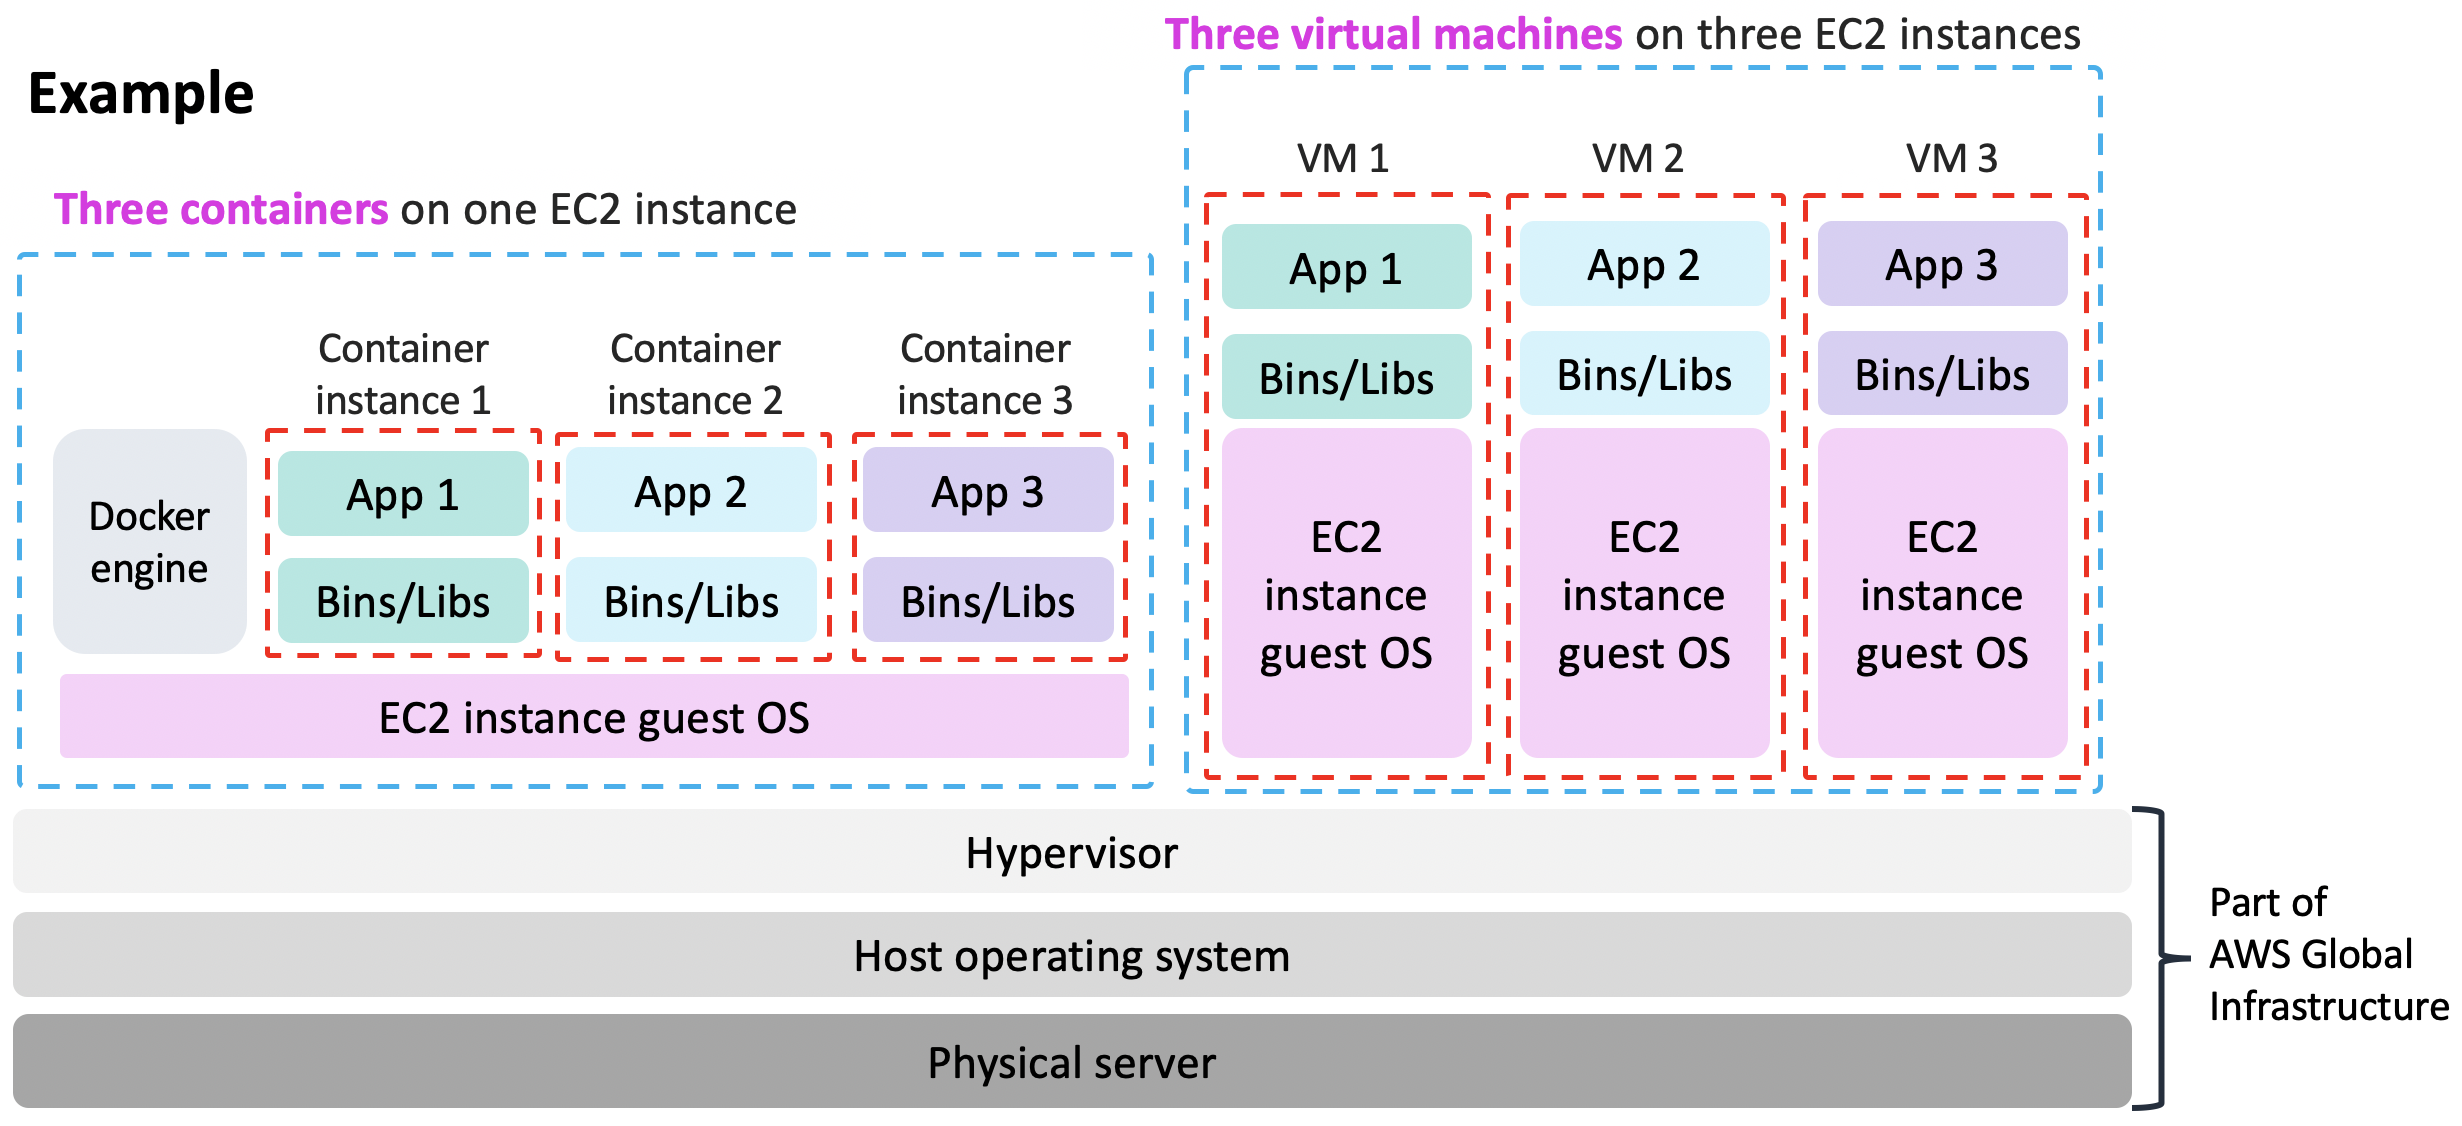 Example
Three containers on one EC2 instance
Container
instance 1
Container
instance 2
Container
instance 3
Docker
engine
App 1
Bins/Libs
App 2
Bins/Libs
App 3
Bins/Libs
EC2 instance guest OS
Three virtual machines on three EC2 instances
VM 1
App 1
Bins/Libs
EC2
instance
guest OS
VM 2
App 2
Bins/Libs
EC2
instance
guest OS
VM 3
App 3
Bins/Libs
EC2
instance
guest OS
Hypervisor
Host operating system
Physical server
Part of
AWS Global
Infrastructure